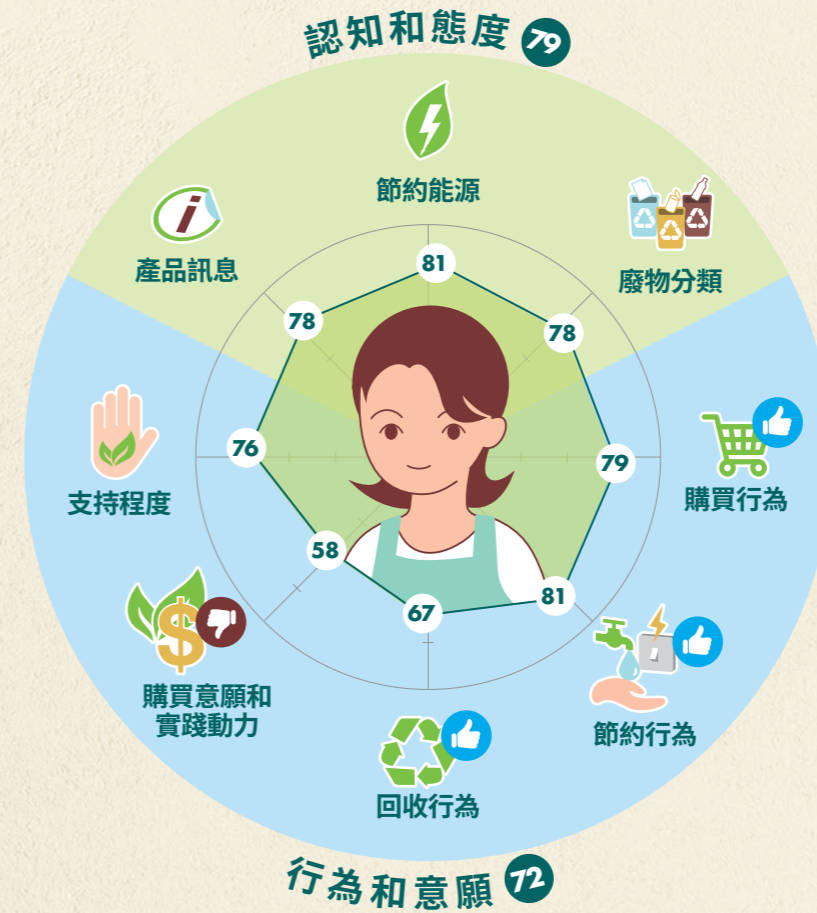 認知和態度 79
節約能源
產品訊息
廢物分類
81
78
78
76
79
支持程度
購買行為
58
67
81
購買意願和
實踐動力
節約行為
回收行為
行為和意願 72